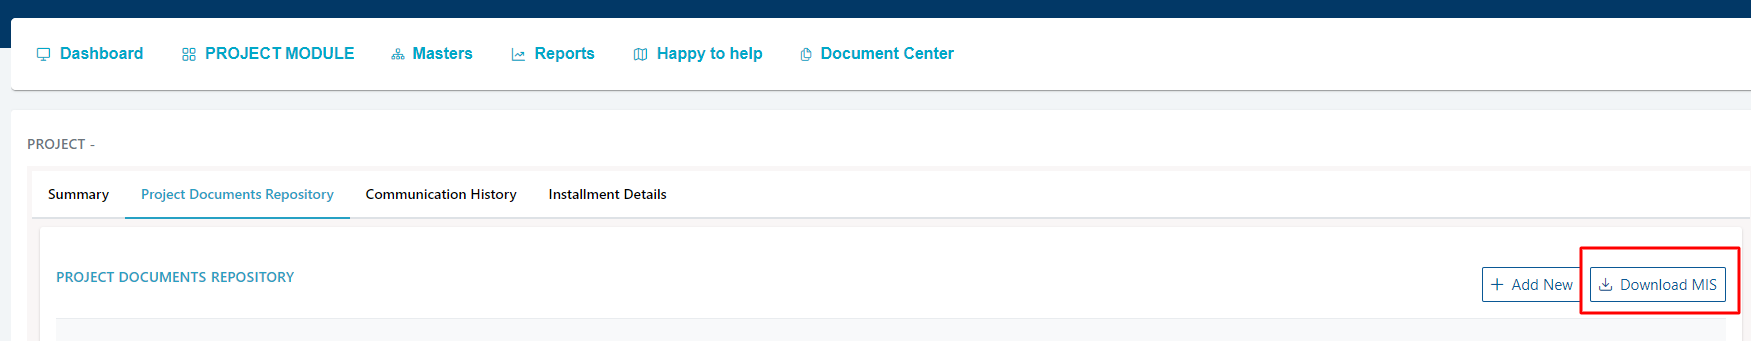 Dashboard PROJECT MODULE Masters Reports Happy to help Document Center
PROJECT -
Summary Project Documents Repository Communication History Installment Details
PROJECT DOCUMENTS REPOSITORY
+ Add New Download MIS